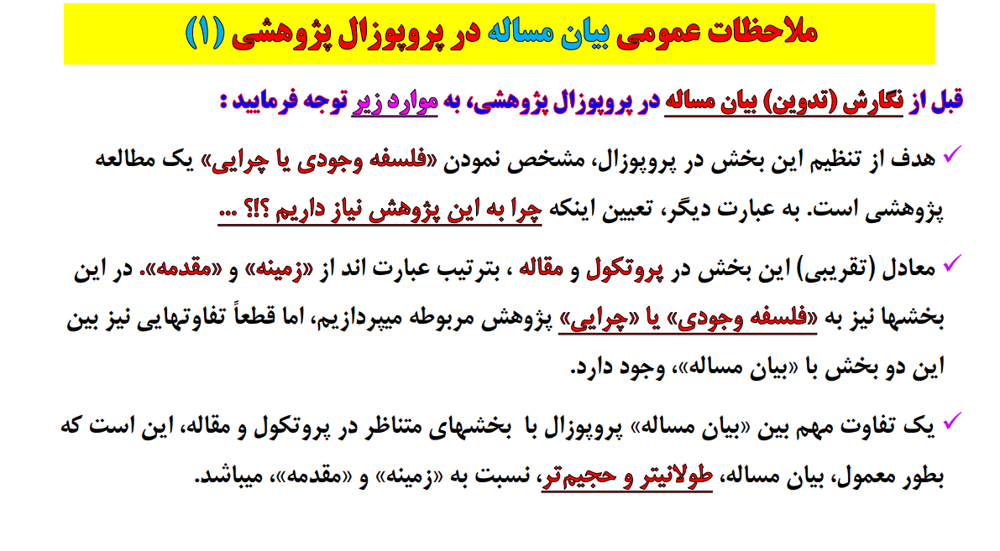 ملاحظات عمومی بیان مساله در پروپوزال پژوهشی (۱)
قبل از نگارش (تدوین) بیان مساله در پروپوزال پژوهشی، به موارد زیر توجه فرمایید :
✓ هدف از تنظیم این بخش در پروپوزال، مشخص نمودن «فلسفه وجودی یا چرایی» یک مطالعه
پژوهشی است. به عبارت دیگر، تعیین اینکه چرا به این پژوهش نیاز داریم ؟!؟ ...
✓ معادل (تقریبی) این بخش در پروتکول و مقاله ، بترتیب عبارت اند از «زمینه» و «مقدمه». در این
بخشها نیز به «فلسفه وجودی» یا «چرایی» پژوهش مربوطه میپردازیم، اما قطعاً تفاوتهایی نیز بین
این دو بخش با «بیان مساله»، وجود دارد.
✓ یک تفاوت مهم بین «بیان مساله» پروپوزال با بخشهای متناظر در پروتکول و مقاله، این است که
بطور معمول، بیان مساله، طولانیتر و حجیم‌تر، نسبت به «زمینه» و «مقدمه»، میباشد.